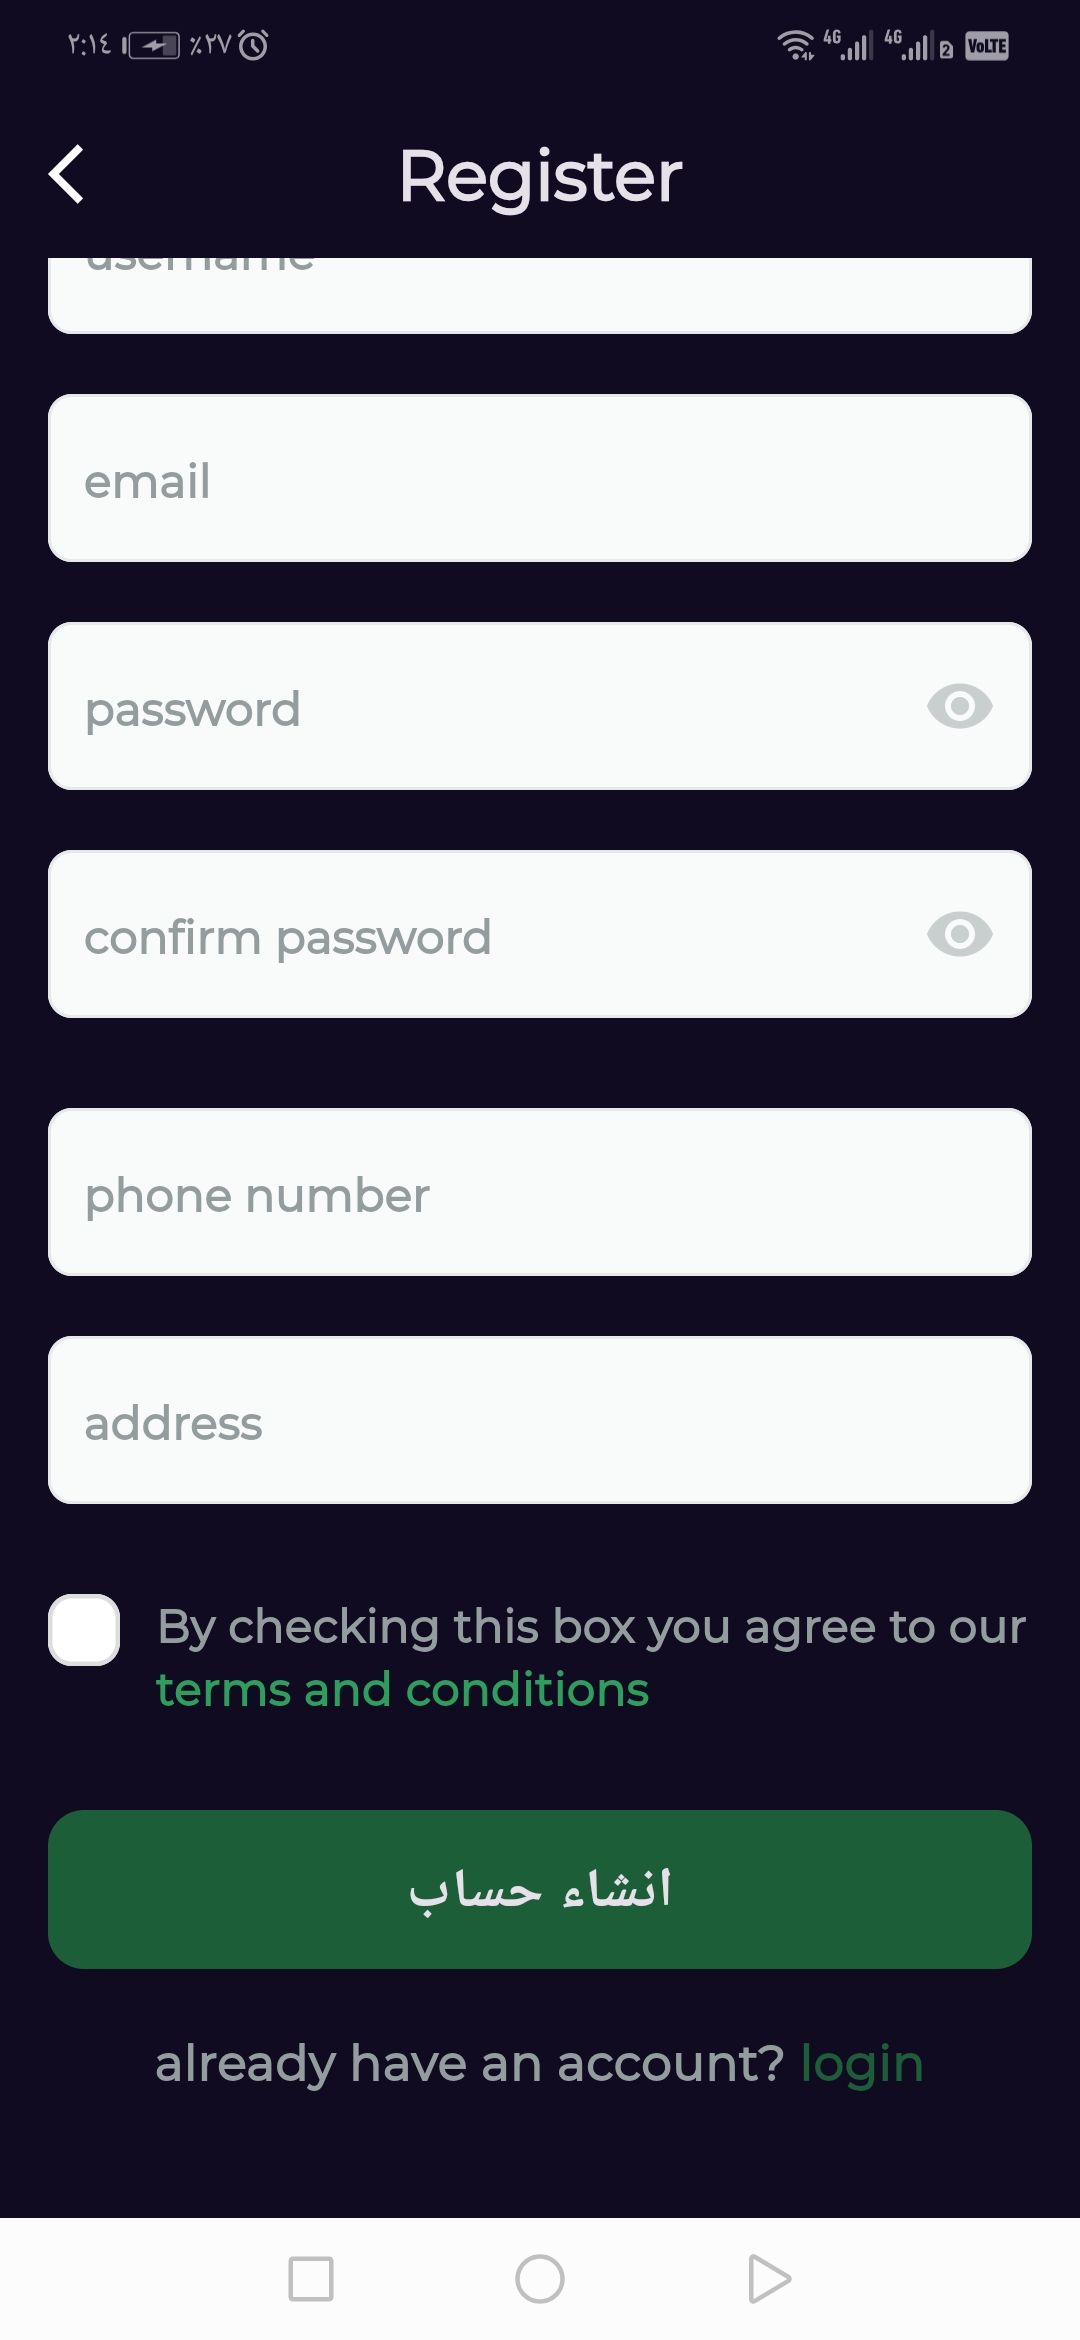 ٢:١٤ ٪٢٧ 4G 4G 2 VoLTE
Register
username
email
password
confirm password
phone number
address
By checking this box you agree to our
terms and conditions
انشاء حساب
already have an account? login